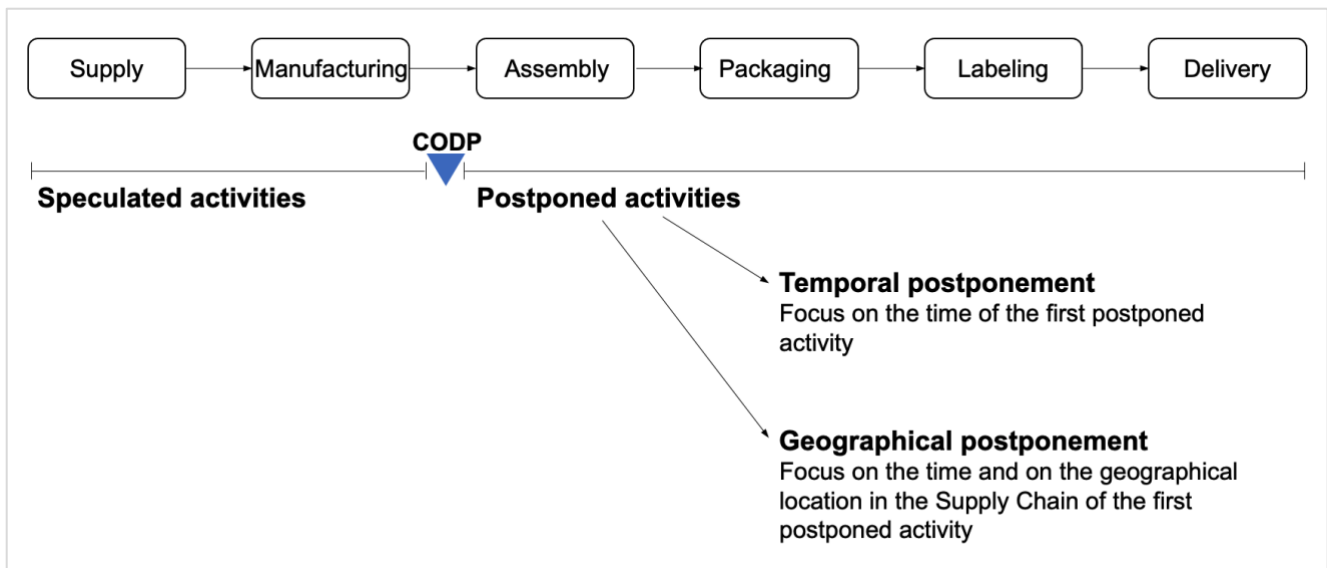 Supply
Manufacturing
Assembly
Packaging
Labeling
Delivery
CODP
Speculated activities
Postponed activities
Temporal postponement
Focus on the time of the first postponed
activity
Geographical postponement
Focus on the time and on the geographical
location in the Supply Chain of the first
postponed activity